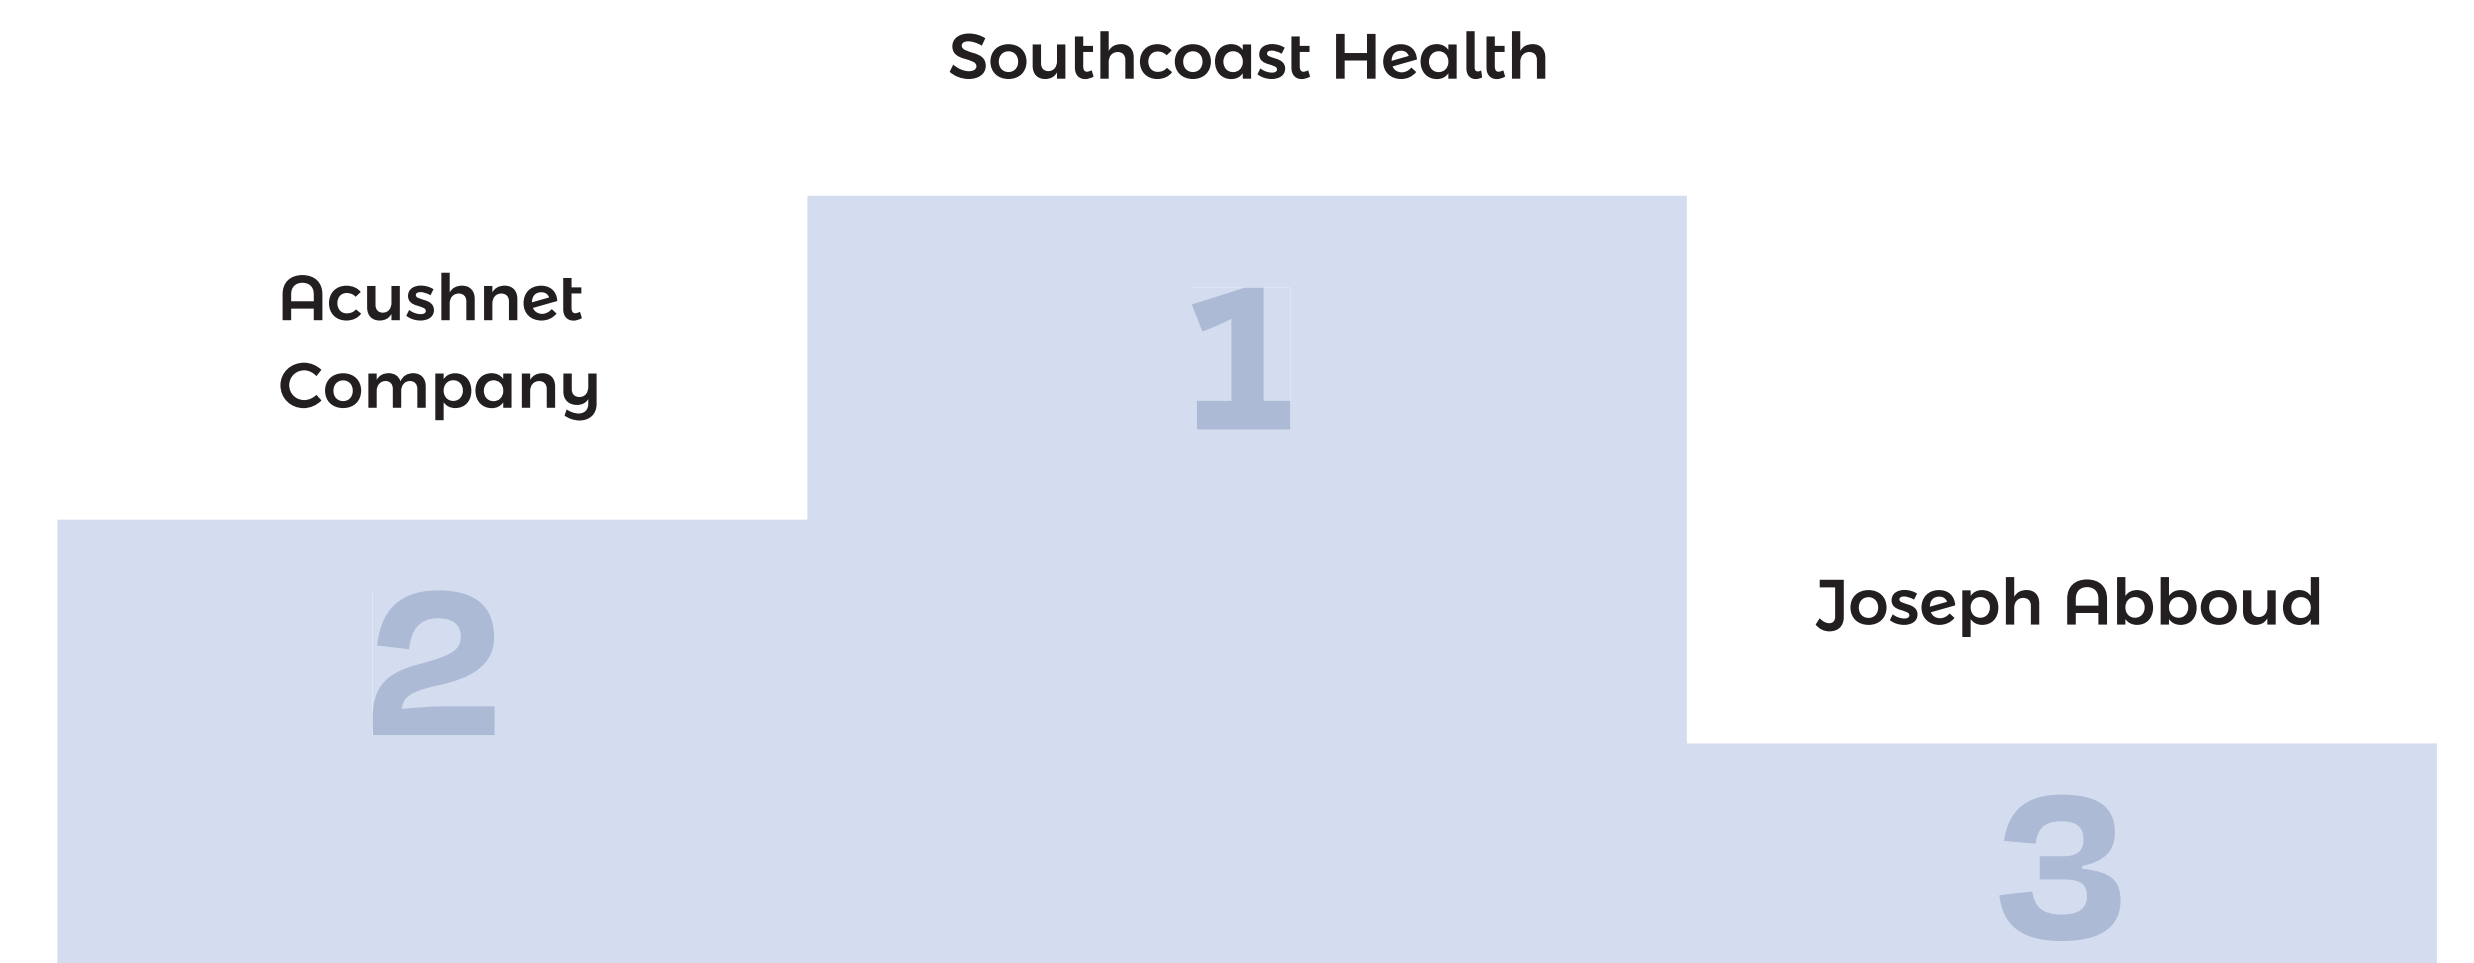 Southcoast Health
Acushnet
Company
1
2
Joseph Abboud
3